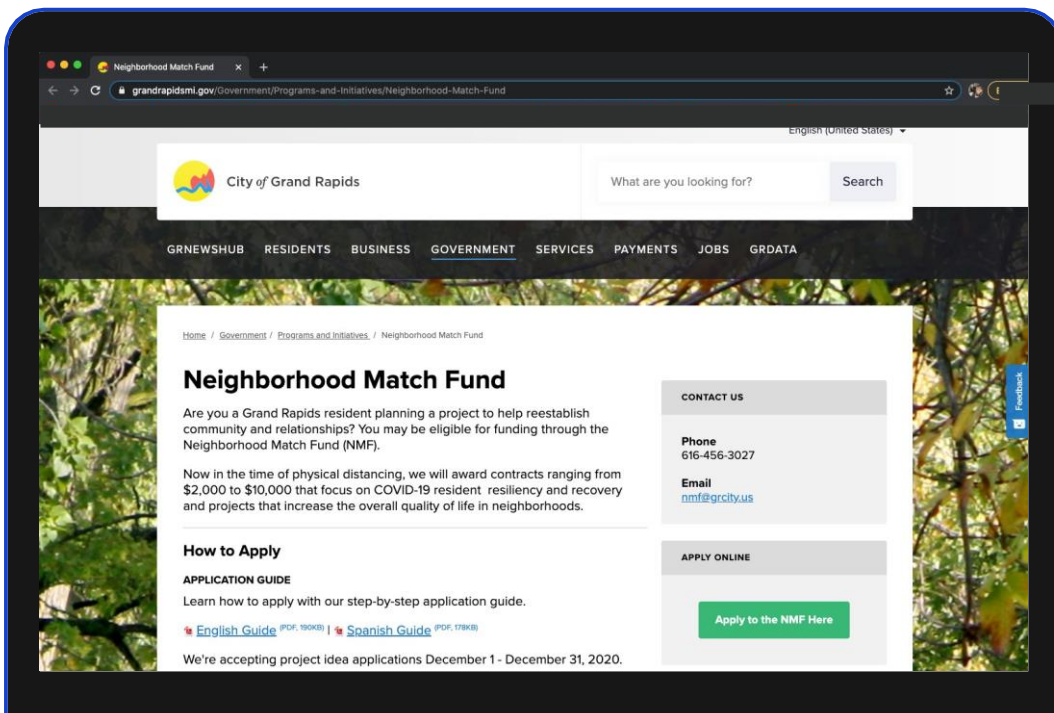 Neighborhood Match Fund
grandrapidsmi.gov/Government/Programs-and-Initiatives/Neighborhood-Match-Fund
English (United States)
City of Grand Rapids
What are you looking for?
Search
GRNEWSHUB RESIDENTS BUSINESS GOVERNMENT SERVICES PAYMENTS JOBS GRDATA
Home / Government / Programs and Initiatives / Neighborhood Match Fund
Neighborhood Match Fund
Are you a Grand Rapids resident planning a project to help reestablish
community and relationships? You may be eligible for funding through the
Neighborhood Match Fund (NMF).
Now in the time of physical distancing, we will award contracts ranging from
$2,000 to $10,000 that focus on COVID-19 resident resiliency and recovery
and projects that increase the overall quality of life in neighborhoods.
How to Apply
APPLICATION GUIDE
Learn how to apply with our step-by-step application guide.
English Guide (PDF, 190KB) | Spanish Guide (PDF, 178KB)
We're accepting project idea applications December 1 - December 31, 2020.
CONTACT US
Phone
616-456-3027
Email
nmf@grcity.us
APPLY ONLINE
Apply to the NMF Here
Feedback